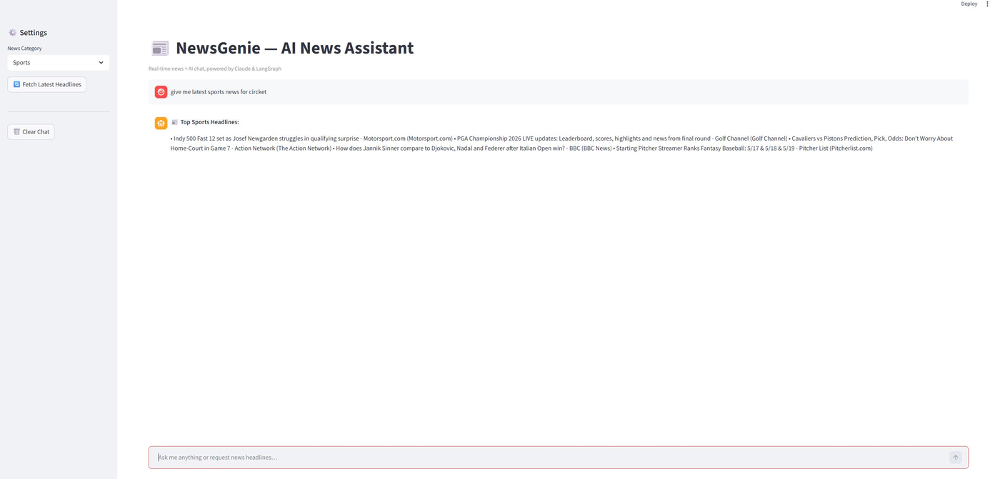 Deploy
Settings
News Category
Sports
Fetch Latest Headlines
Clear Chat
NewsGenie — AI News Assistant
Real-time news + AI chat, powered by Claude & LangGraph
give me latest sports news for circket
Top Sports Headlines:
• Indy 500 Fast 12 set as Josef Newgarden struggles in qualifying surprise - Motorsport.com (Motorsport.com) • PGA Championship 2026 LIVE updates: Leaderboard, scores, highlights and news from final round - Golf Channel (Golf Channel) • Cavaliers vs Pistons Prediction, Pick, Odds: Don't Worry About
Home-Court in Game 7 - Action Network (The Action Network) • How does Jannik Sinner compare to Djokovic, Nadal and Federer after Italian Open win? - BBC (BBC News) • Starting Pitcher Streamer Ranks Fantasy Baseball: 5/17 & 5/18 & 5/19 - Pitcher List (Pitcherlist.com)
Ask me anything or request news headlines…